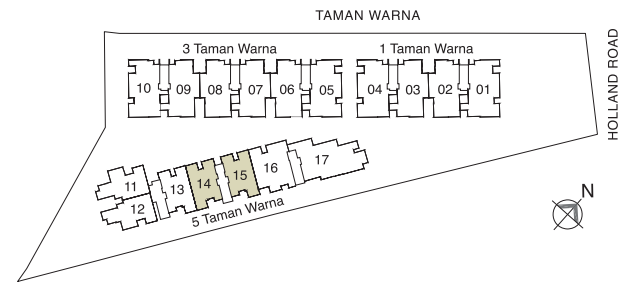 TAMAN WARNA
HOLLAND ROAD
3 Taman Warna
1 Taman Warna
10 09 08 07 06 05 04 03 02 01
11 12 13 14 15 16 17
5 Taman Warna
N